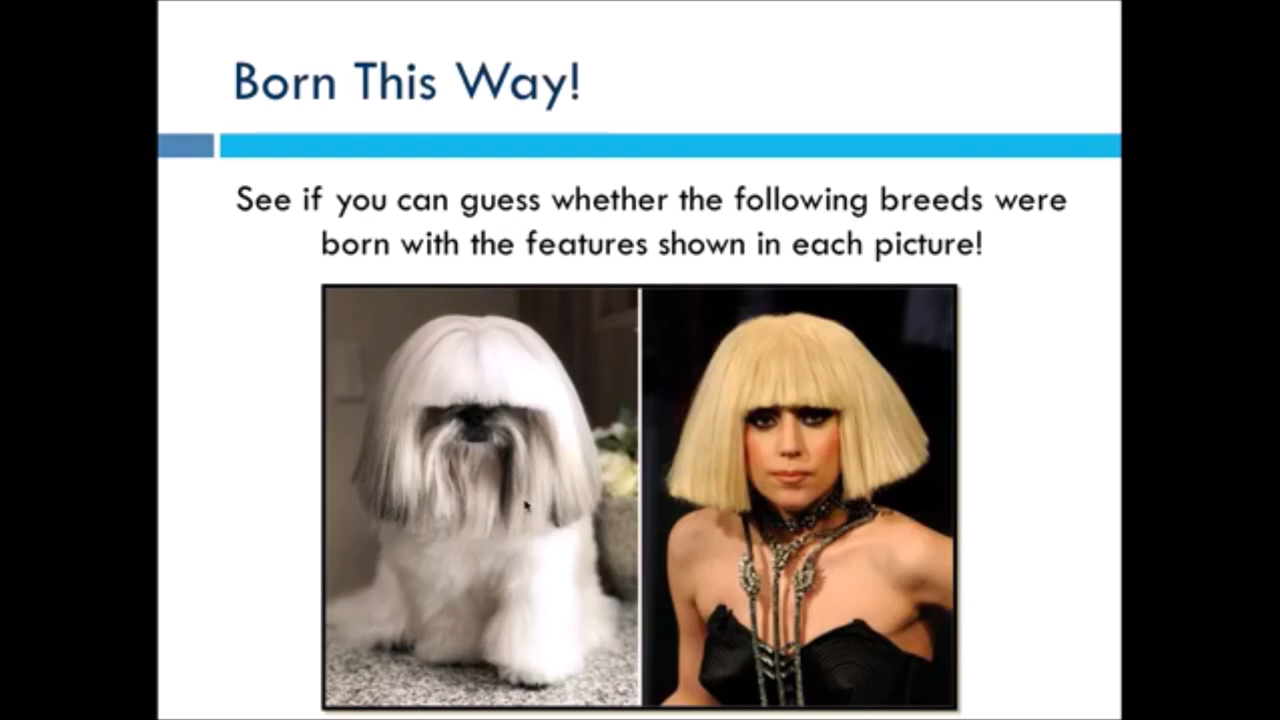 Born This Way!
See if you can guess whether the following breeds were
born with the features shown in each picture!